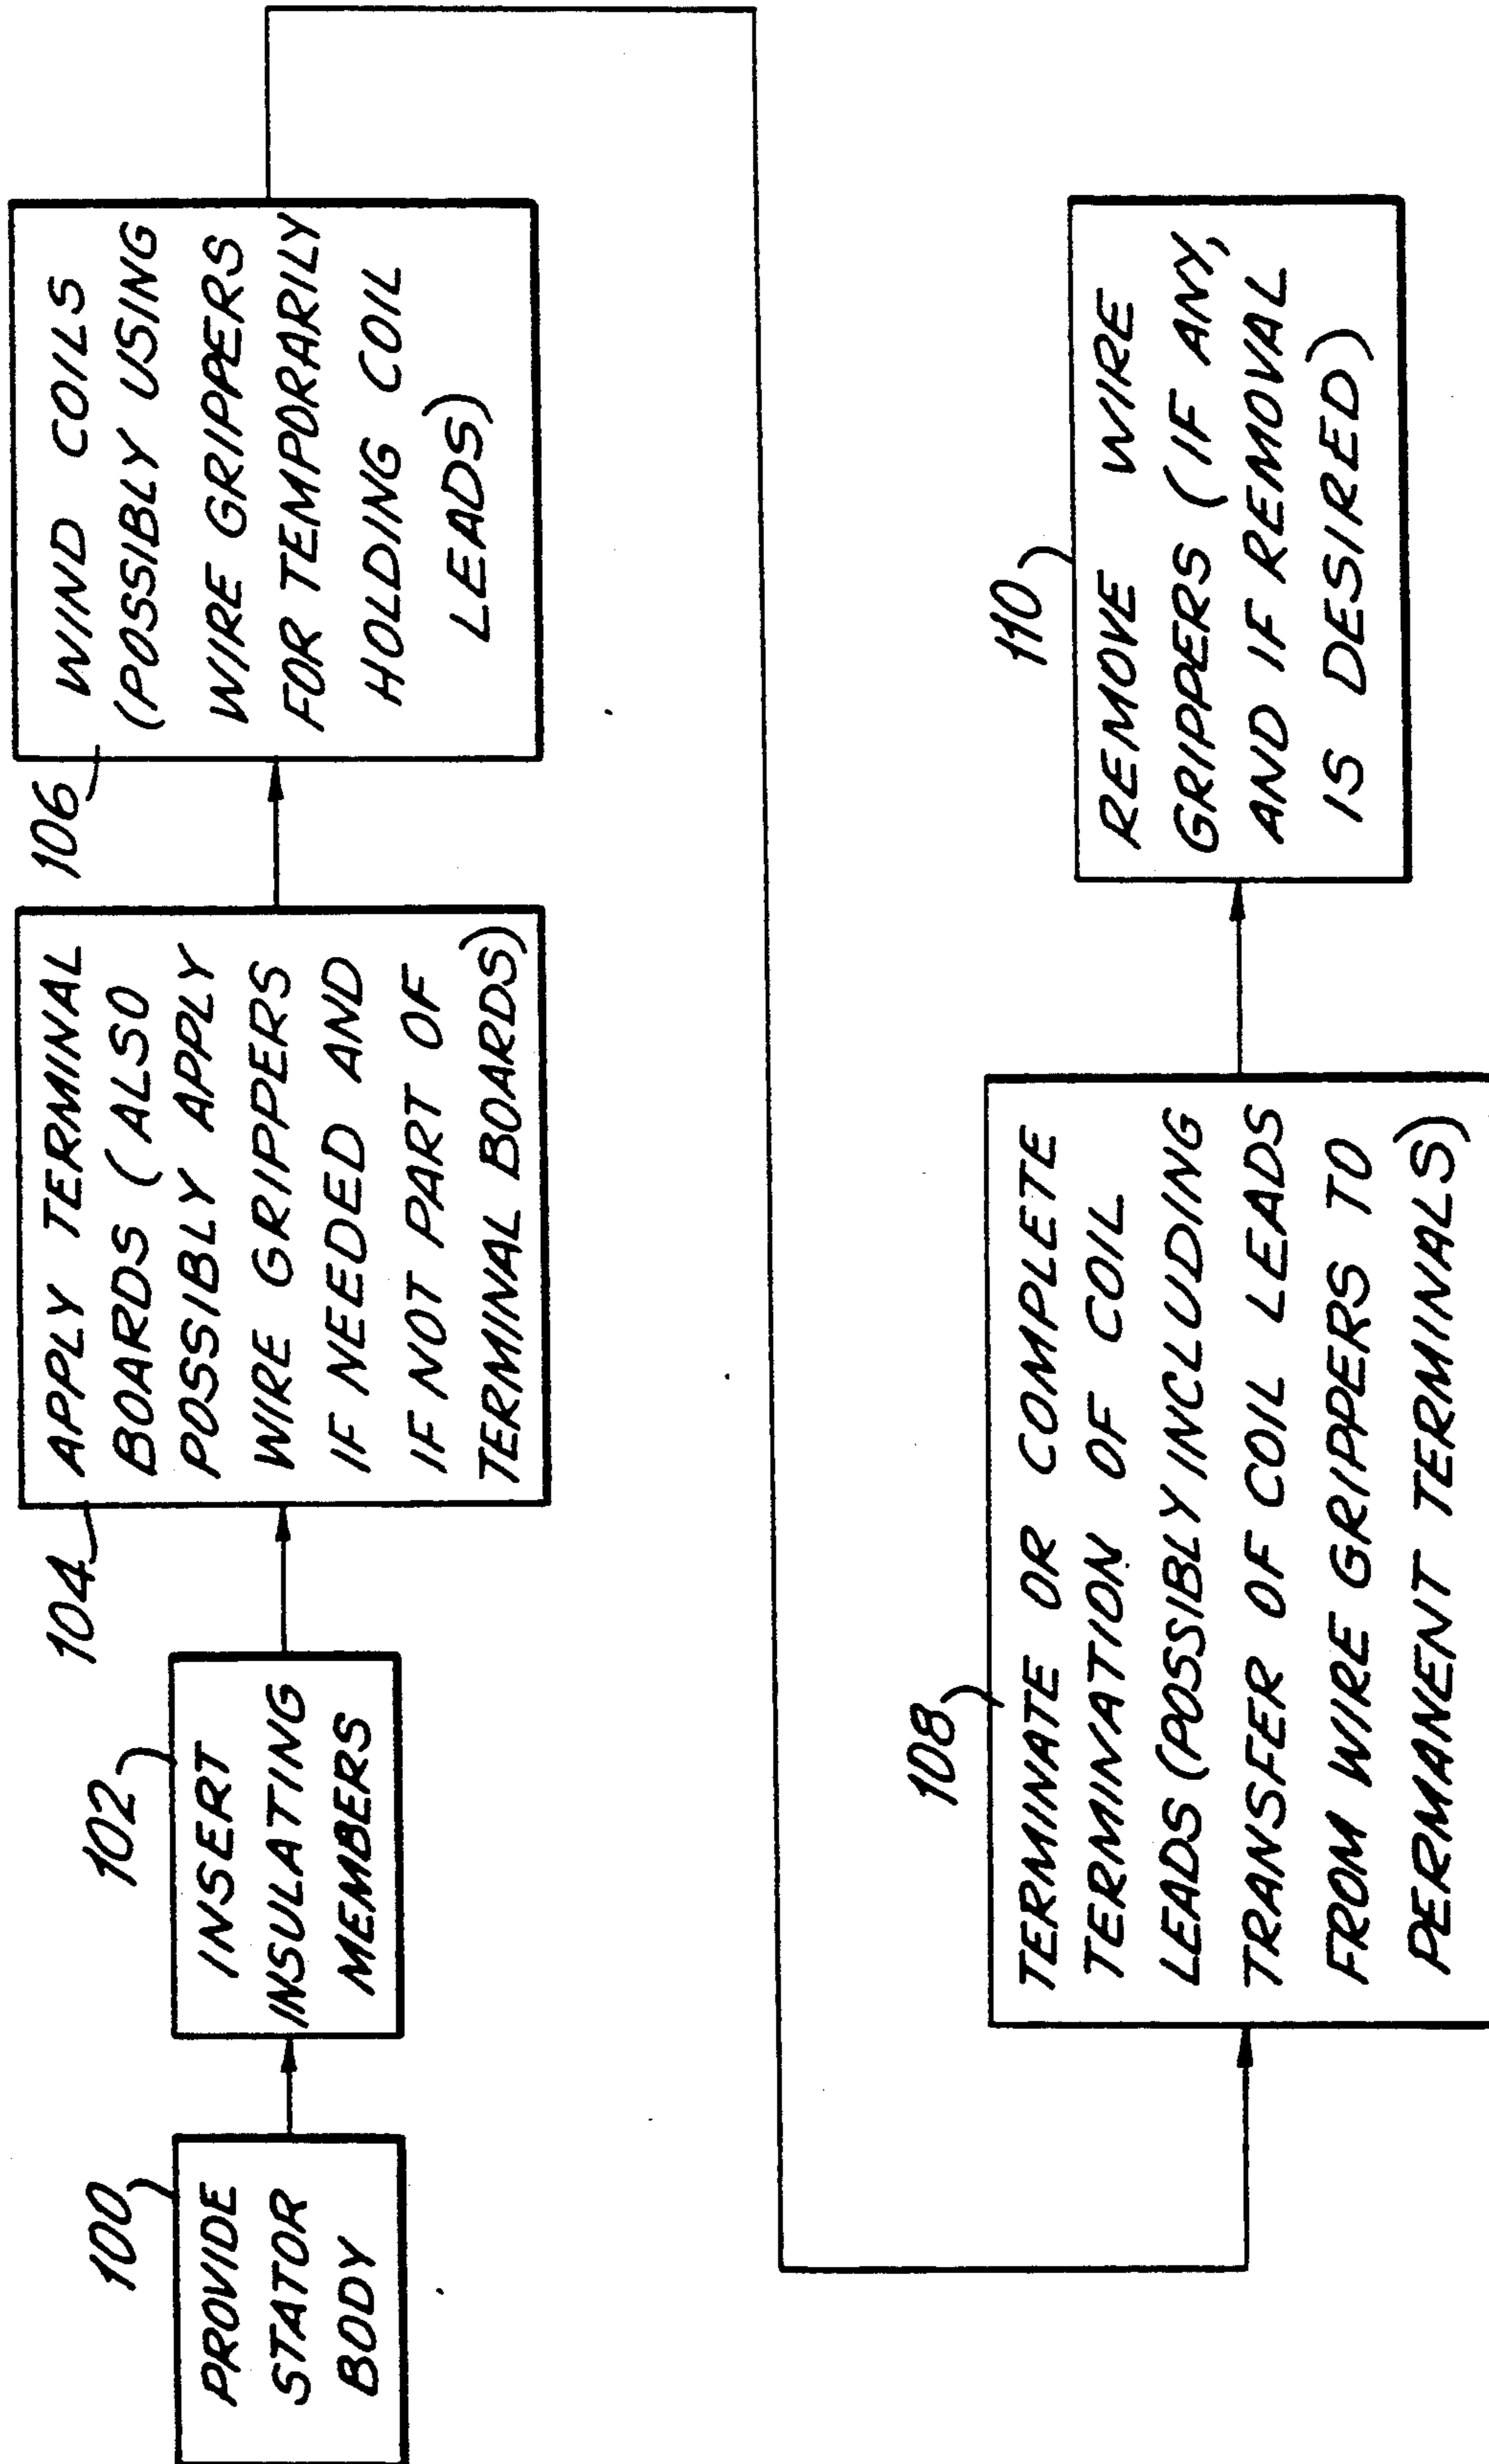 100
PROVIDE
STATOR
BODY
102
INSERT
INSULATING
MEMBERS
104
APPLY TERMINAL
BOARDS (ALSO
POSSIBLY APPLY
WIRE GRIPPERS
IF NEEDED AND
IF NOT PART OF
TERMINAL BOARDS)
106
WIND COILS
(POSSIBLY USING
WIRE GRIPPERS
FOR TEMPORARILY
HOLDING COIL
LEADS)
108
TERMINATE OR COMPLETE
TERMINATION OF COIL
LEADS (POSSIBLY INCLUDING
TRANSFER OF COIL LEADS
FROM WIRE GRIPPERS TO
PERMANENT TERMINALS)
110
REMOVE WIRE
GRIPPERS (IF ANY,
AND IF REMOVAL
IS DESIRED)